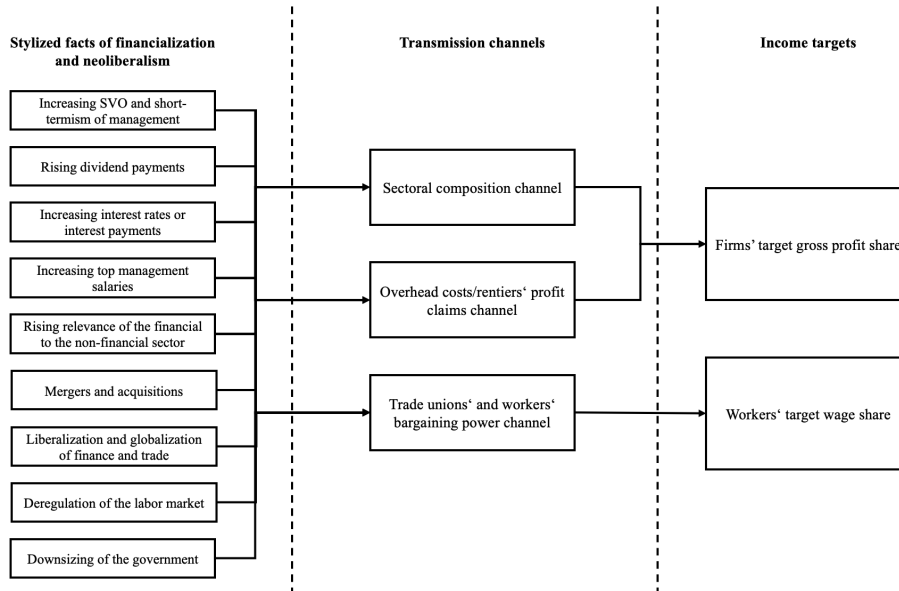 Stylized facts of financialization
and neoliberalism
Transmission channels
Income targets
Increasing SVO and short-
termism of management
Rising dividend payments
Increasing interest rates or
interest payments
Increasing top management
salaries
Rising relevance of the financial
to the non-financial sector
Mergers and acquisitions
Liberalization and globalization
of finance and trade
Deregulation of the labor market
Downsizing of the government
Sectoral composition channel
Overhead costs/rentiers‘ profit
claims channel
Trade unions‘ and workers‘
bargaining power channel
Firms’ target gross profit share
Workers‘ target wage share